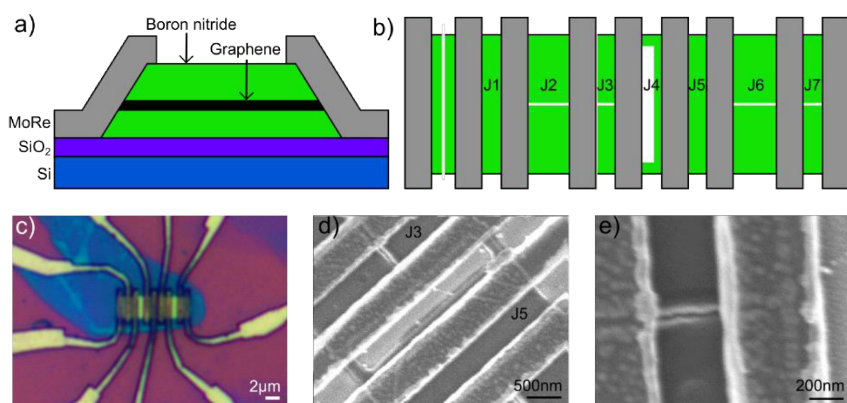 a)
Boron nitride
Graphene
MoRe
SiO₂
Si
b)
J1
J2
J3
J4
J5
J6
J7
c)
2µm
d)
J3
J5
500nm
e)
200nm